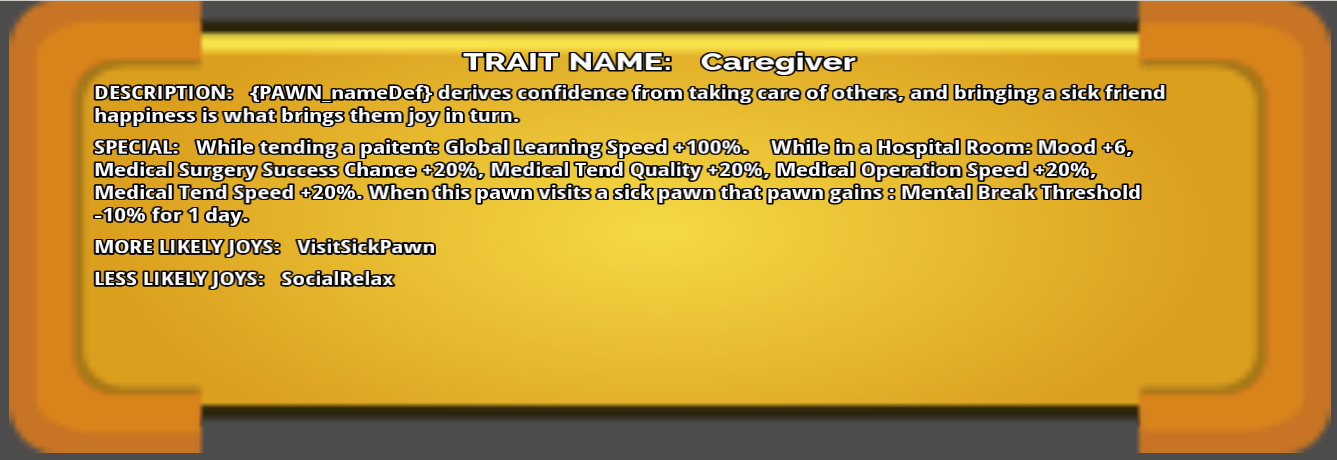 TRAIT NAME: Caregiver
DESCRIPTION: {PAWN_nameDef} derives confidence from taking care of others, and bringing a sick friend
happiness is what brings them joy in turn.
SPECIAL: While tending a paitent: Global Learning Speed +100%. While in a Hospital Room: Mood +6,
Medical Surgery Success Chance +20%, Medical Tend Quality +20%, Medical Operation Speed +20%,
Medical Tend Speed +20%. When this pawn visits a sick pawn that pawn gains : Mental Break Threshold
-10% for 1 day.
MORE LIKELY JOYS: VisitSickPawn
LESS LIKELY JOYS: SocialRelax